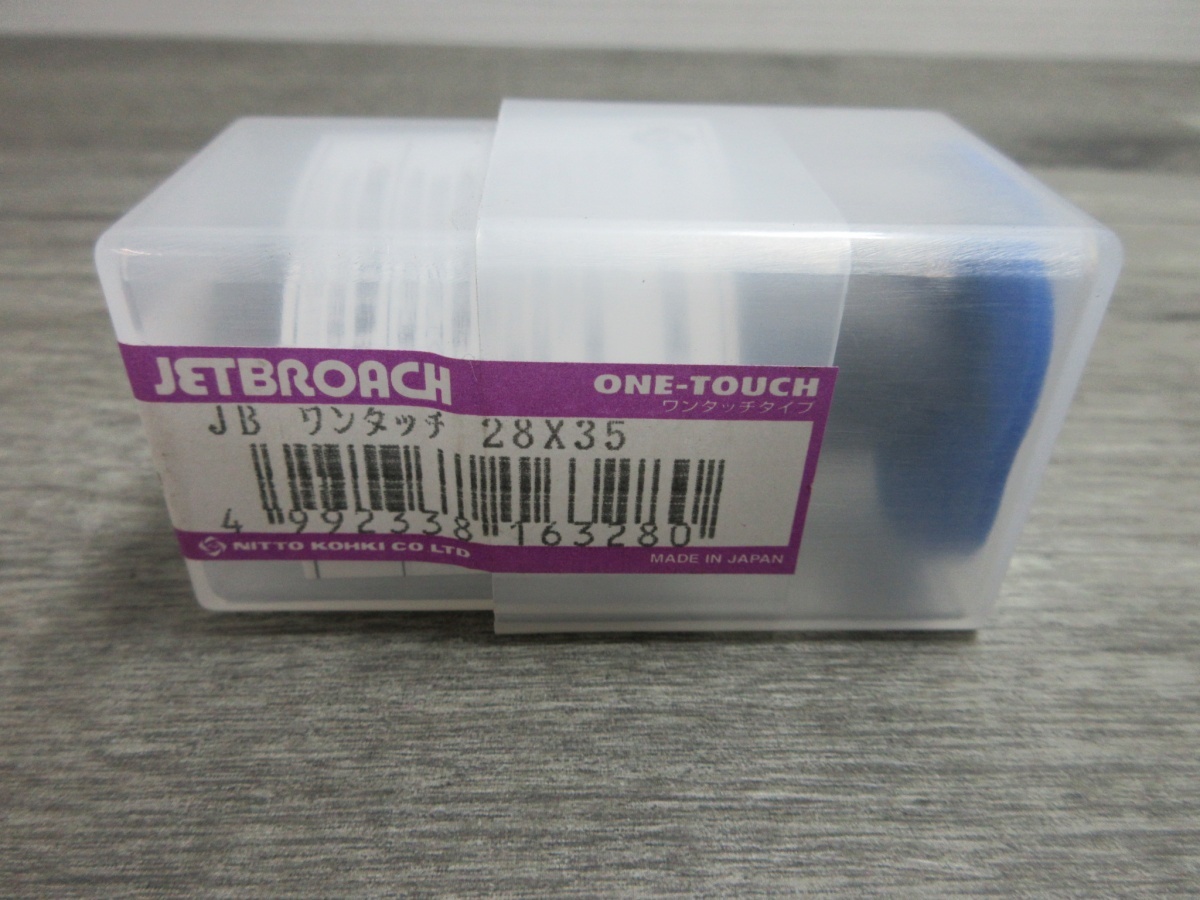 JETBROACH
ONE-TOUCH
ワンタッチタイプ
JB ワンタッチ 28X35
4 992338 163280
NITTO KOHKI CO LTD
MADE IN JAPAN